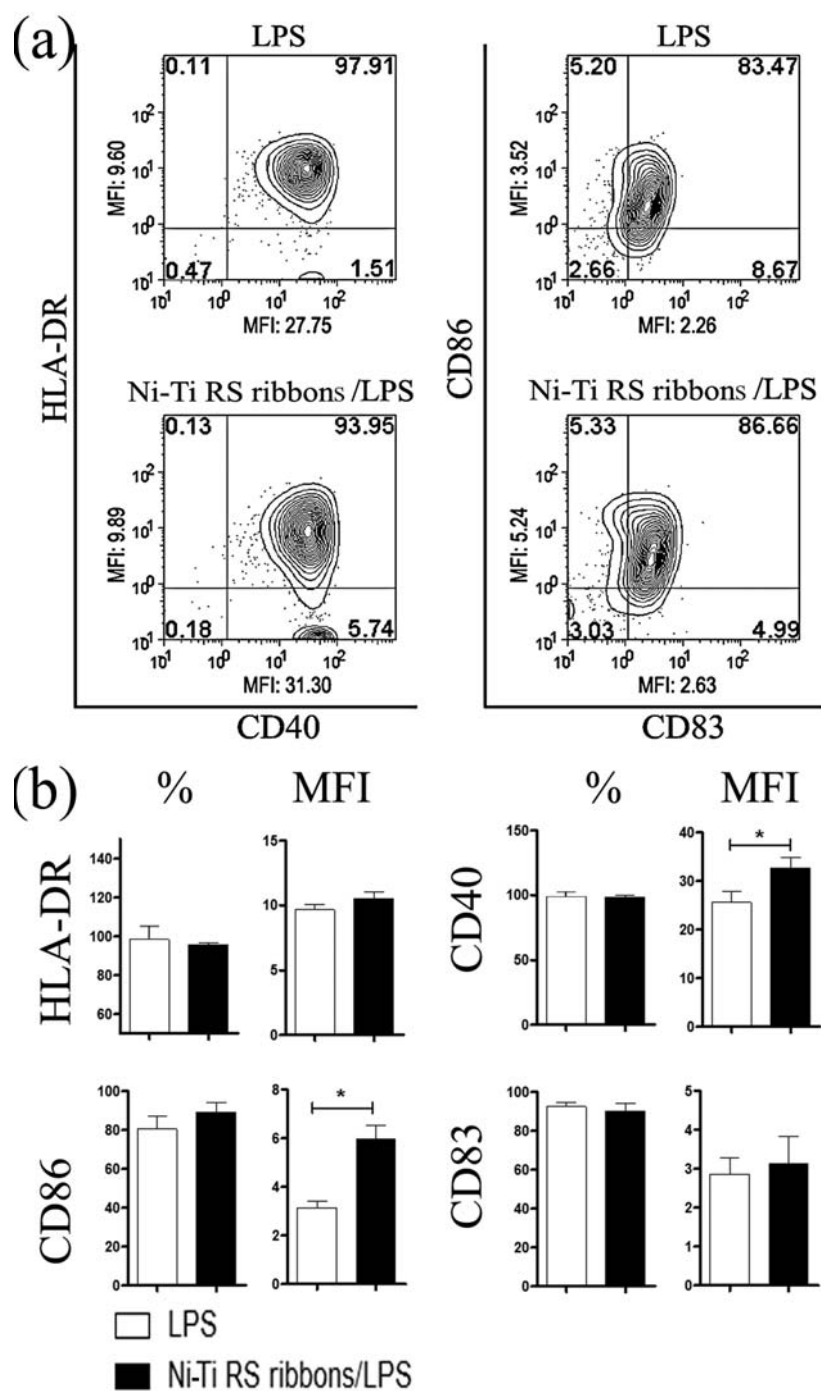 (a)
LPS
LPS
0.11 97.91
5.20 83.47
10²
10¹
10⁰
10¹
MFI: 9.60
10²
10¹
10⁰
10¹
MFI: 3.52
0.47 1.51
2.66 8.67
10¹ 10⁰ 10¹ 10²
10¹ 10⁰ 10¹ 10²
MFI: 27.75
MFI: 2.26
HLA-DR
CD86
Ni-Ti RS ribbons /LPS
Ni-Ti RS ribbons /LPS
0.13 93.95
5.33 86.66
10²
10¹
10⁰
10¹
MFI: 9.89
10²
10¹
10⁰
10¹
MFI: 5.24
0.18 5.74
3.03 4.99
10¹ 10⁰ 10¹ 10²
10¹ 10⁰ 10¹ 10²
MFI: 31.30
MFI: 2.63
CD40
CD83
(b)
% MFI
% MFI
HLA-DR
140
120
100
80
60
15
10
5
0
CD40
150
100
50
0
40
30
20
10
0
*
CD86
100
80
60
40
20
0
8
6
4
2
0
*
CD83
100
80
60
40
20
0
5
4
3
2
1
0
LPS
Ni-Ti RS ribbons/LPS